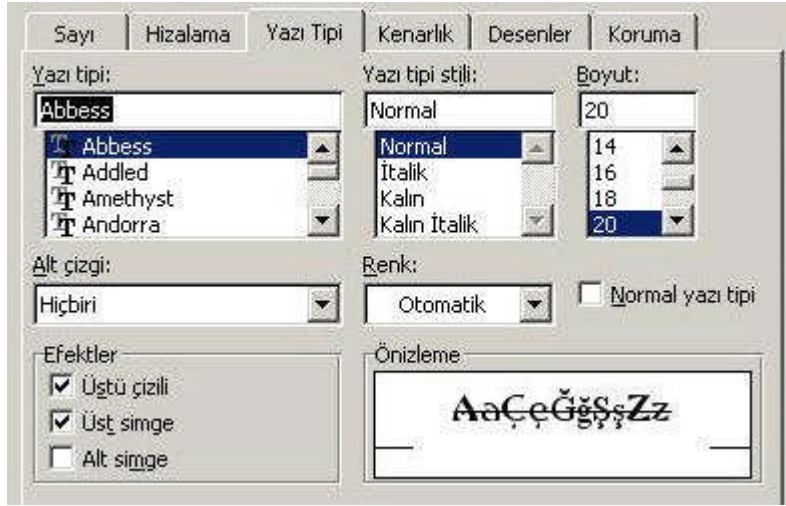 Sayı Hizalama Yazı Tipi Kenarlık Desenler Koruma
Yazı tipi: Yazı tipi stili: Boyut:
Abbess Normal 20
Abbess Normal 14
Addled İtalik 16
Amethyst Kalın 18
Andorra Kalın İtalik 20
Alt çizgi: Renk:
Hiçbiri Otomatik Normal yazı tipi
Efektler Önizleme
Üstü çizili
Üst simge
Alt simge
AaÇçĞğŞşZz